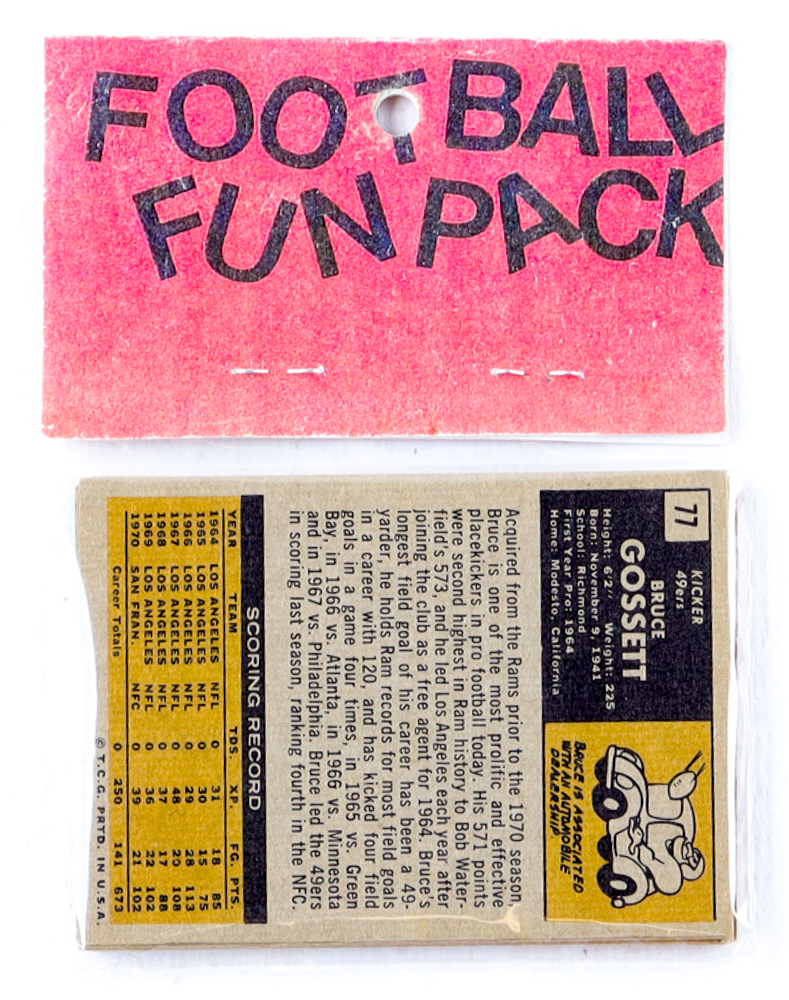 FOOTBALL
FUN PACK
77
KICKER
49ers
BRUCE
GOSSETT
Height: 6'2" Weight: 225
Born: November 9, 1941
School: Richmond
First Year Pro: 1964
Home: Modesto, California
BRUCE IS ASSOCIATED
WITH AN AUTOMOBILE
DEALERSHIP
Acquired from the Rams prior to the 1970 season,
Bruce is one of the most prolific and effective
placekickers in pro football today. His 571 points
were second highest in Ram history to Bob Water-
field's 573, and he led Los Angeles each year after
joining the club as a free agent for 1964. Bruce's
longest field goal of his career has been a 49-
yarder, he holds Ram records for most field goals
in a career with 120, and has kicked four field
goals in a game four times, in 1965 vs. Green
Bay, in 1966 vs. Atlanta, in 1966 vs. Minnesota
and in 1967 vs. Philadelphia. Bruce led the 49ers
in scoring last season, ranking fourth in the NFC.
SCORING RECORD
YEAR TEAM TDS. XP. FG. PTS.
1964 LOS ANGELES NFL 0 31 18 85
1965 LOS ANGELES NFL 0 30 15 75
1966 LOS ANGELES NFL 0 29 28 113
1967 LOS ANGELES NFL 0 48 20 108
1968 LOS ANGELES NFL 0 37 17 88
1969 LOS ANGELES NFL 0 36 22 102
1970 SAN FRAN. NFC 0 39 21 102
Career Totals 0 250 141 673
© T.C.G. PRTD. IN U.S.A.